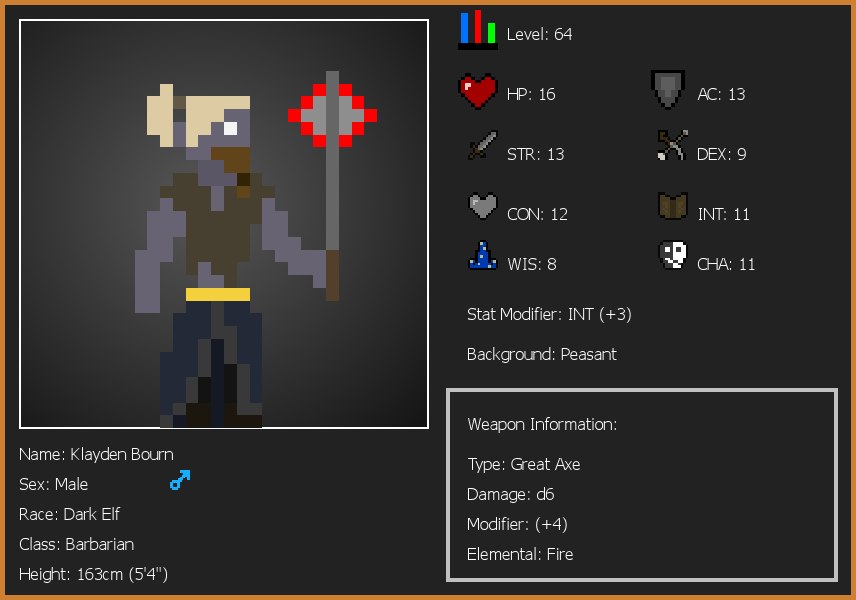 Level: 64
HP: 16
AC: 13
STR: 13
DEX: 9
CON: 12
INT: 11
WIS: 8
CHA: 11
Stat Modifier: INT (+3)
Background: Peasant
Weapon Information:
Type: Great Axe
Damage: d6
Modifier: (+4)
Elemental: Fire
Name: Klayden Bourn
Sex: Male
Race: Dark Elf
Class: Barbarian
Height: 163cm (5'4")